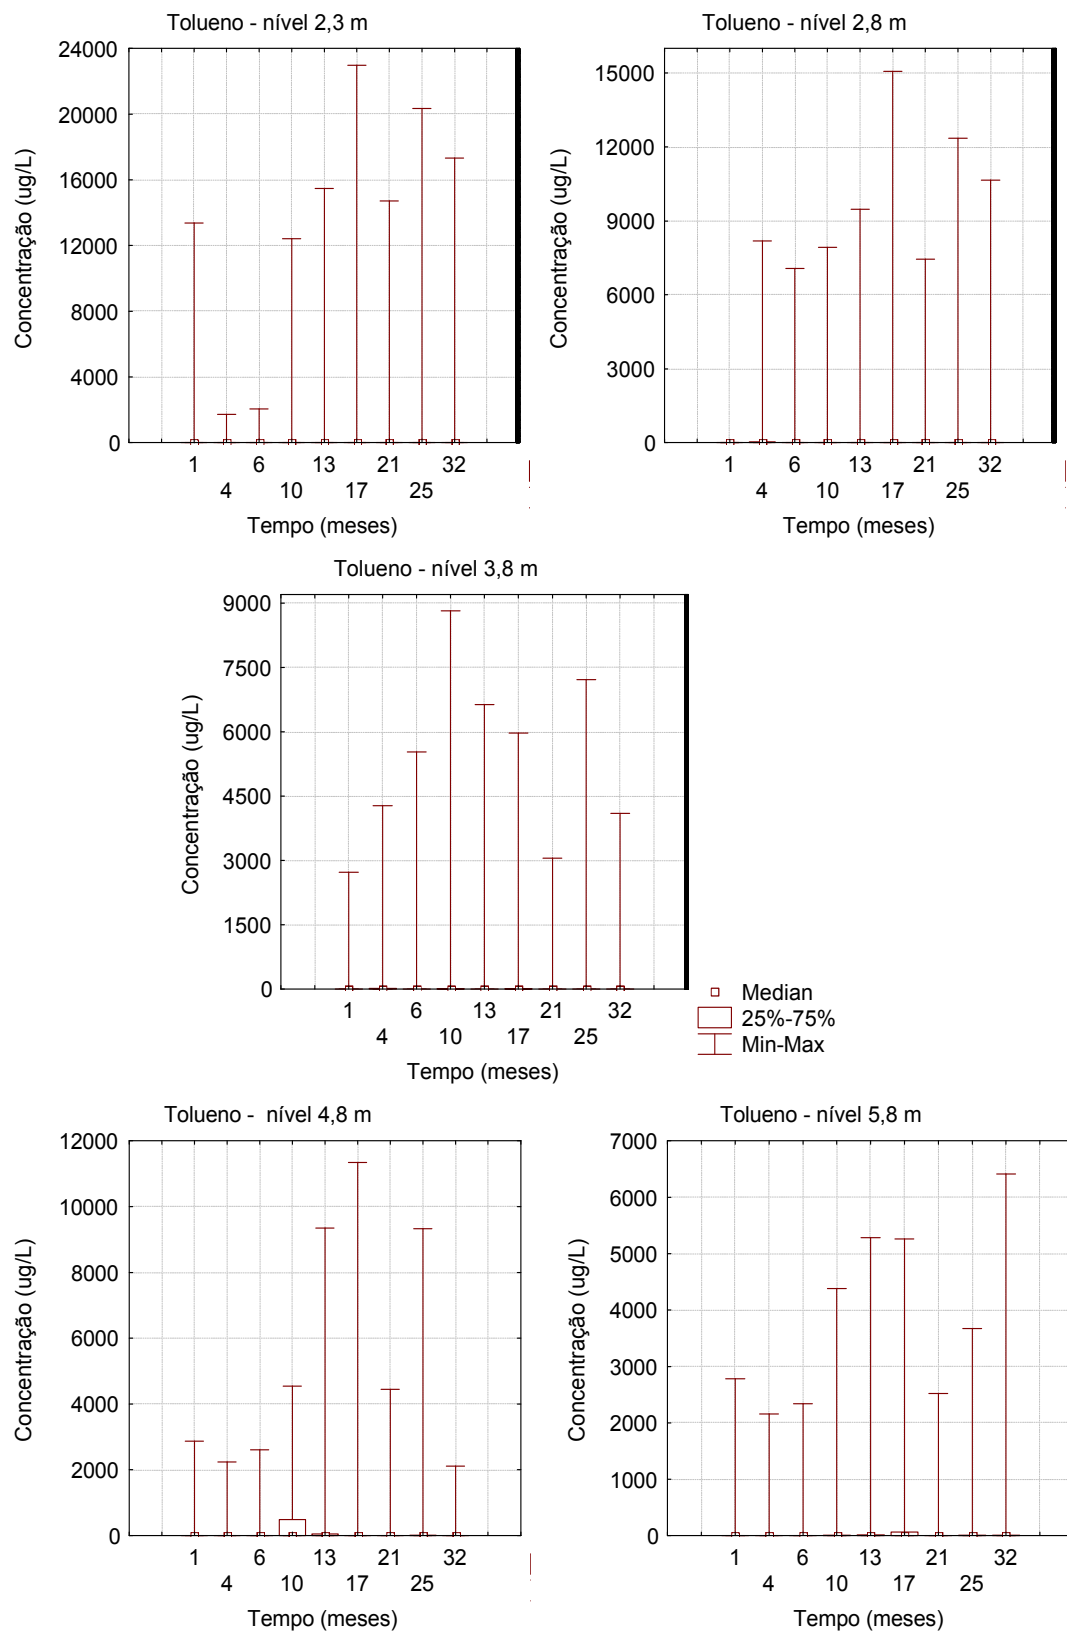 Tolueno - nível 2,3 m
24000
20000
16000
12000
8000
4000
0
Concentração (ug/L)
1 6 13 21 32
4 10 17 25
Tempo (meses)
Tolueno - nível 2,8 m
15000
12000
9000
6000
3000
0
Concentração (ug/L)
1 6 13 21 32
4 10 17 25
Tempo (meses)
Tolueno - nível 3,8 m
9000
7500
6000
4500
3000
1500
0
Concentração (ug/L)
1 6 13 21 32
4 10 17 25
Tempo (meses)
Median
25%-75%
Min-Max
Tolueno - nível 4,8 m
12000
10000
8000
6000
4000
2000
0
Concentração (ug/L)
1 6 13 21 32
4 10 17 25
Tempo (meses)
Tolueno - nível 5,8 m
7000
6000
5000
4000
3000
2000
1000
0
Concentração (ug/L)
1 6 13 21 32
4 10 17 25
Tempo (meses)